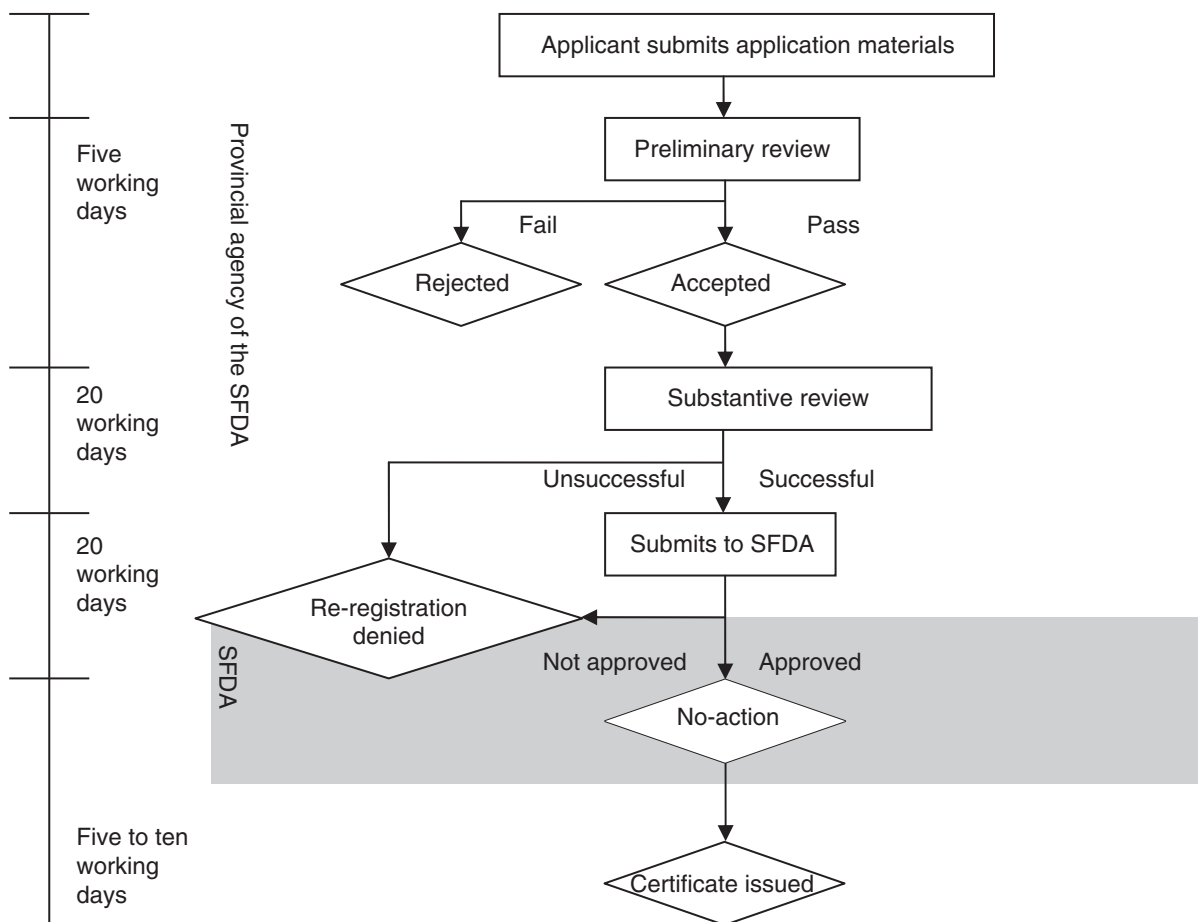 Applicant submits application materials
Provincial agency of the SFDA
Five
working
days
Preliminary review
Fail
Pass
Rejected
Accepted
20
working
days
Substantive review
Unsuccessful
Successful
20
working
days
Submits to SFDA
Re-registration
denied
SFDA
Not approved
Approved
No-action
Five to ten
working
days
Certificate issued